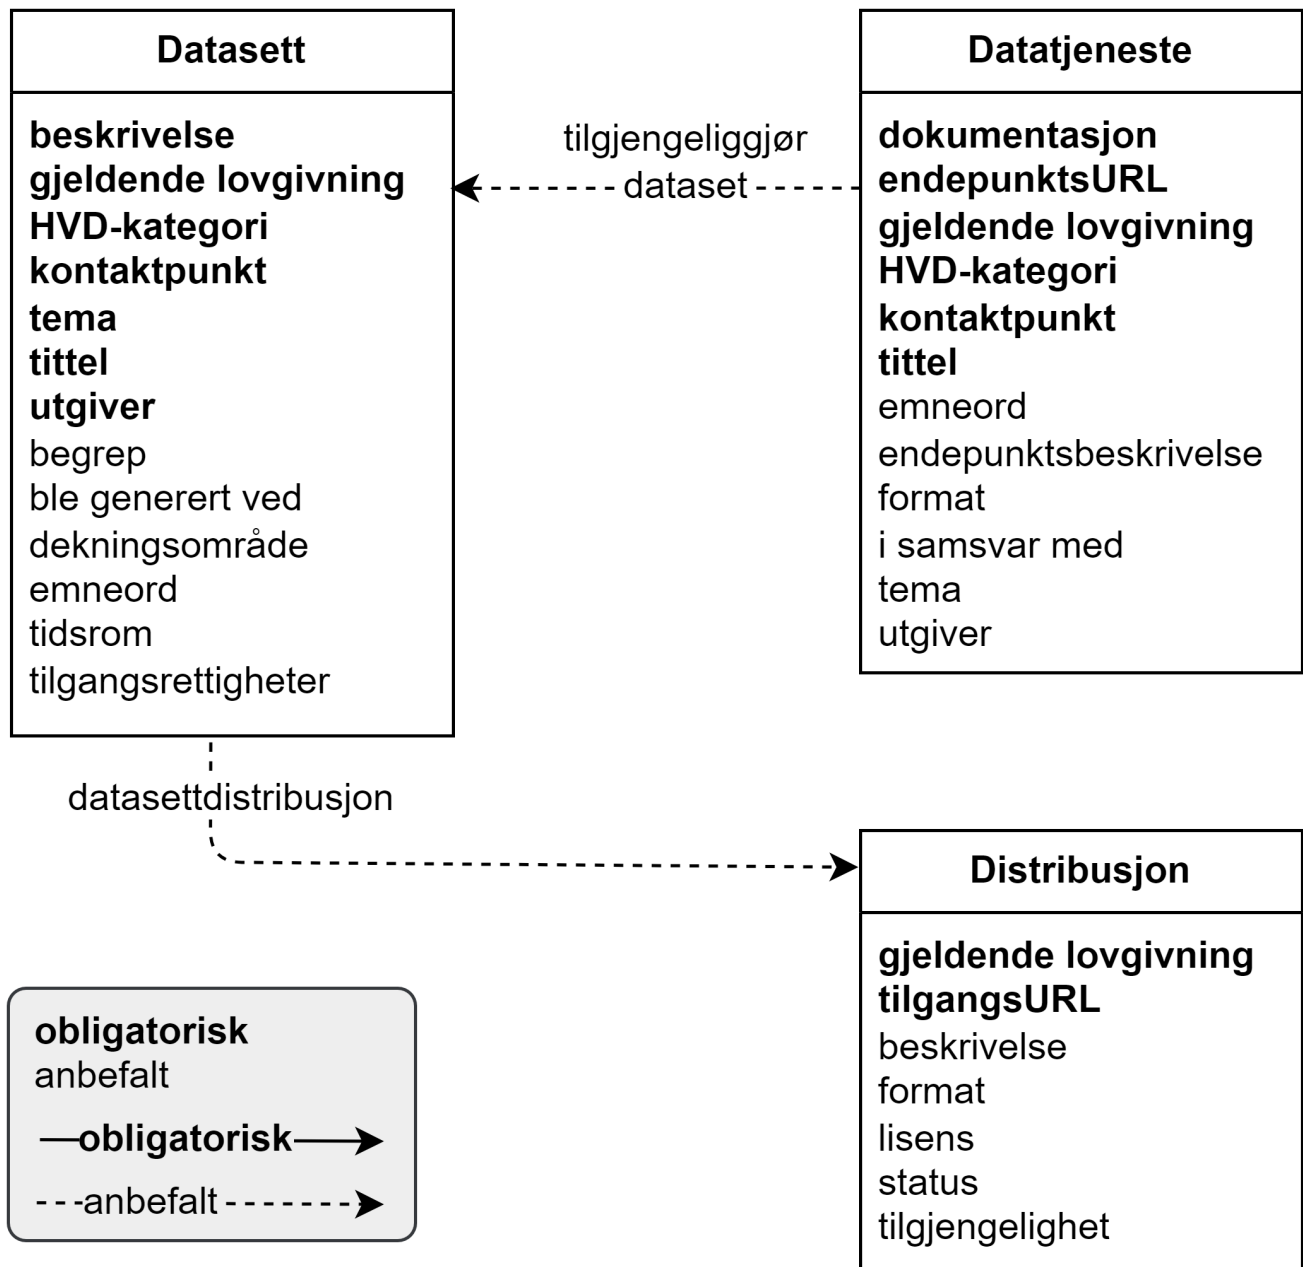 Datasett
beskrivelse
gjeldende lovgivning
HVD-kategori
kontaktpunkt
tema
tittel
utgiver
begrep
ble generert ved
dekningsområde
emneord
tidsrom
tilgangsrettigheter
tilgjengeliggjør
dataset
Datatjeneste
dokumentasjon
endepunktsURL
gjeldende lovgivning
HVD-kategori
kontaktpunkt
tittel
emneord
endepunktsbeskrivelse
format
i samsvar med
tema
utgiver
datasettdistribusjon
Distribusjon
gjeldende lovgivning
tilgangsURL
beskrivelse
format
lisens
status
tilgjengelighet
obligatorisk
anbefalt
obligatorisk
anbefalt